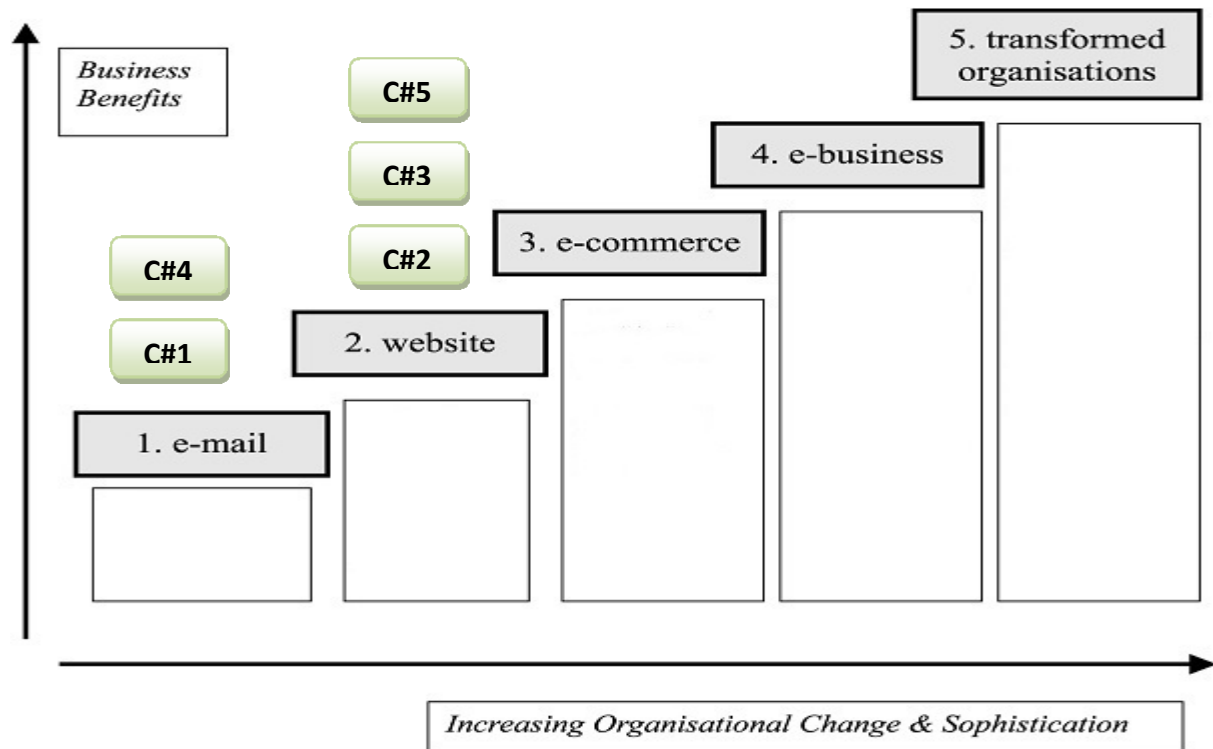 5. transformed
organisations
Business
Benefits
C#5
4. e-business
C#3
3. e-commerce
C#2
C#4
2. website
C#1
1. e-mail
Increasing Organisational Change & Sophistication